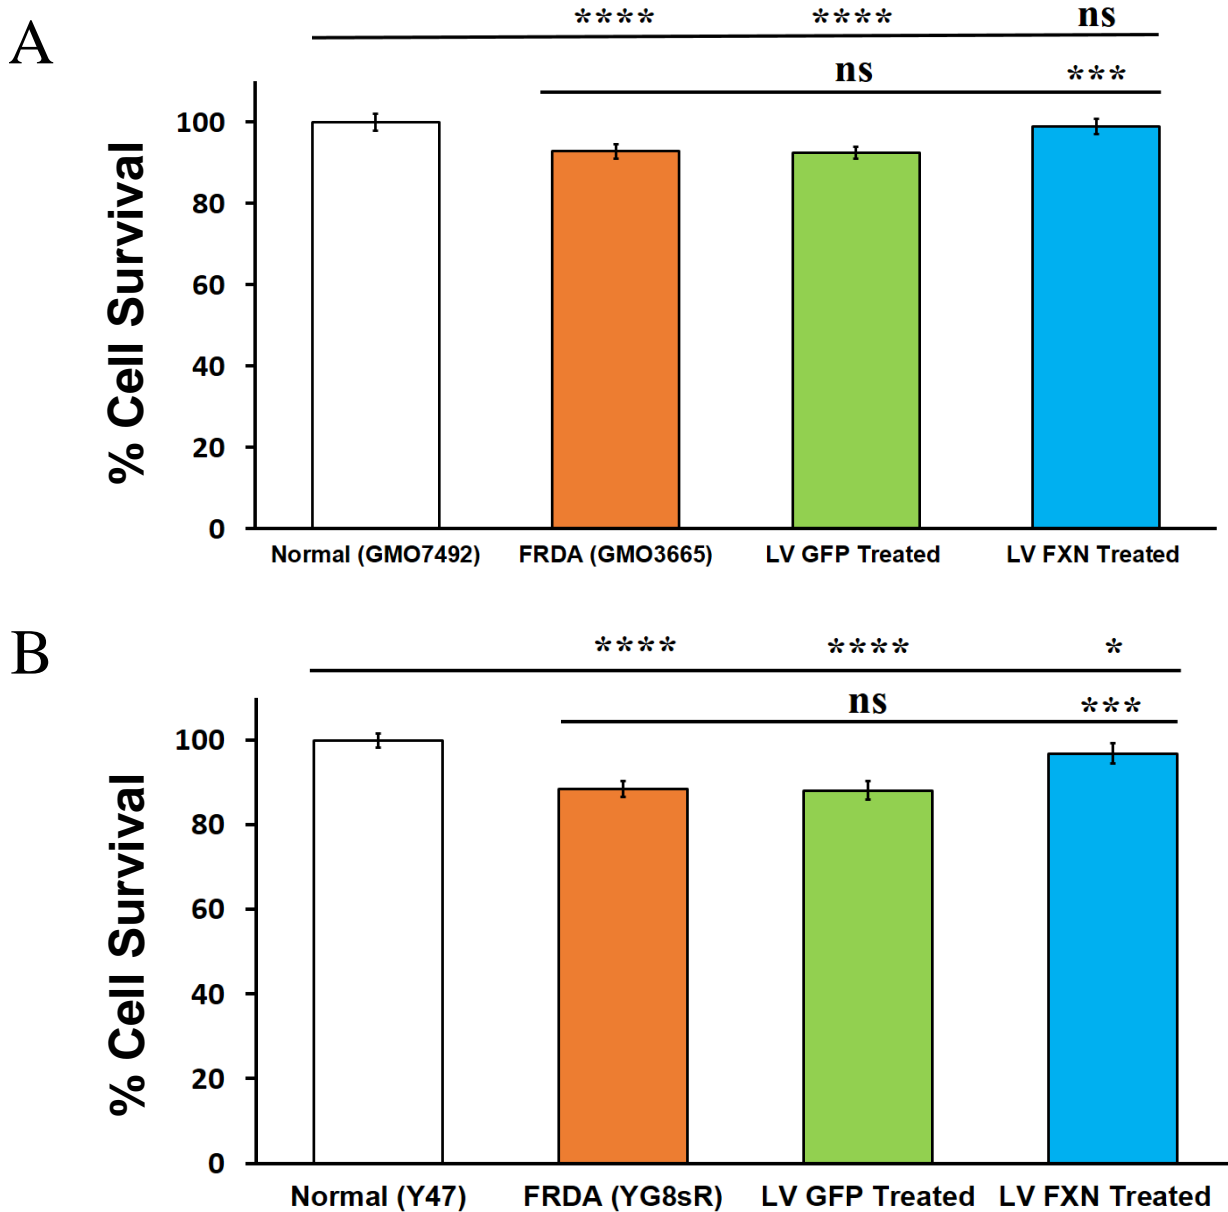 A
**** **** ns
ns ***
% Cell Survival
100
80
60
40
20
0
Normal (GMO7492) FRDA (GMO3665) LV GFP Treated LV FXN Treated
B
**** **** *
ns ***
% Cell Survival
100
80
60
40
20
0
Normal (Y47) FRDA (YG8sR) LV GFP Treated LV FXN Treated